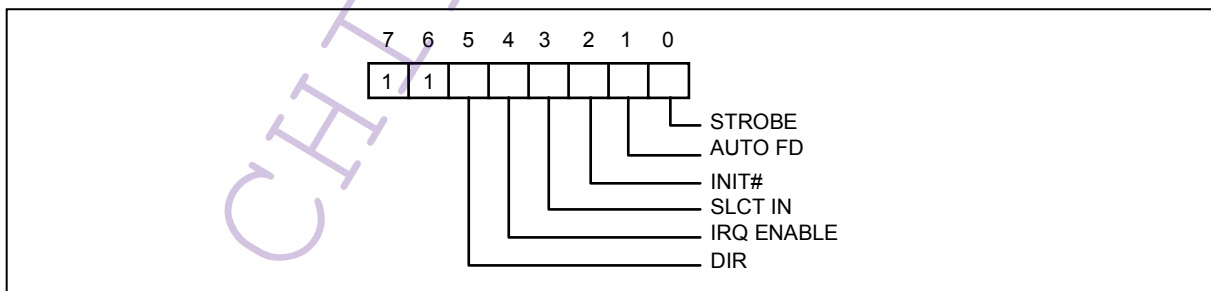 7 6 5 4 3 2 1 0
1 1
STROBE
AUTO FD
INIT#
SLCT IN
IRQ ENABLE
DIR